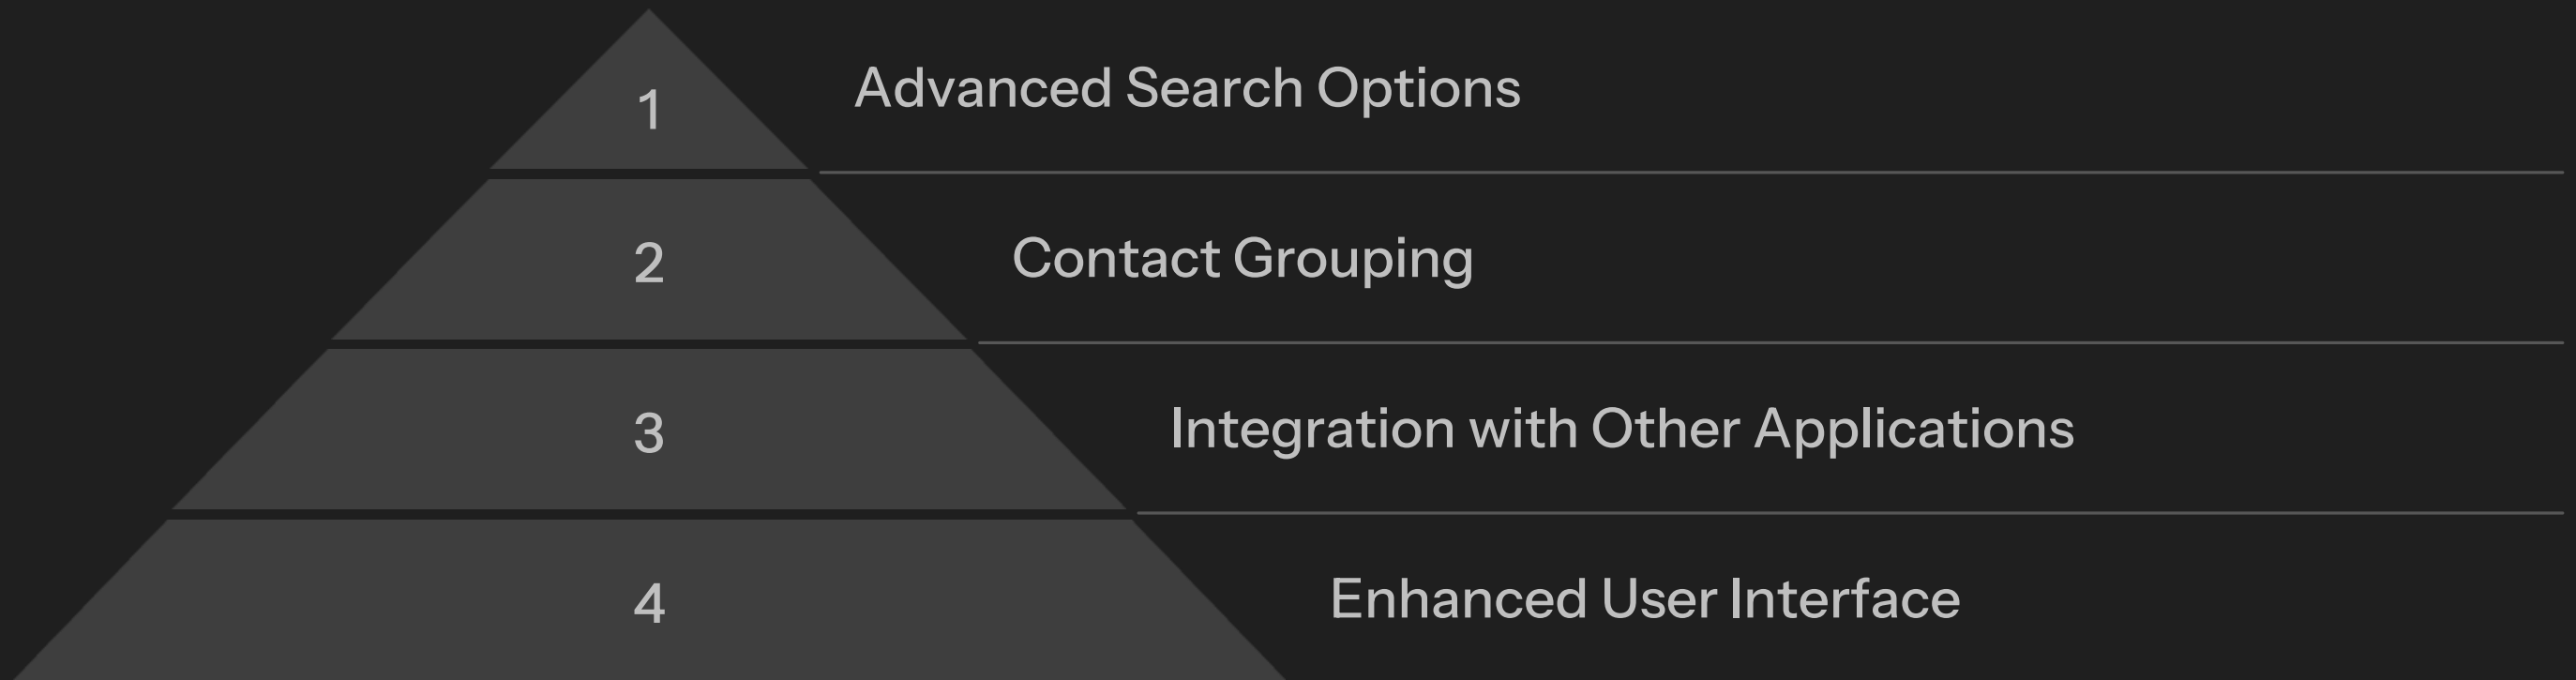 1 Advanced Search Options
2 Contact Grouping
3 Integration with Other Applications
4 Enhanced User Interface